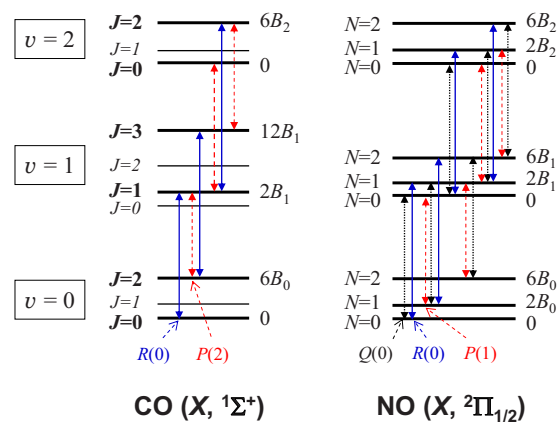 v = 2
J=2
6B₂
J=1
J=0
0
N=2
6B₂
N=1
2B₂
N=0
0
v = 1
J=3
12B₁
J=2
J=1
2B₁
J=0
N=2
6B₁
N=1
2B₁
N=0
0
v = 0
J=2
6B₀
J=1
J=0
0
N=2
6B₀
N=1
2B₀
N=0
0
R(0)
P(2)
Q(0)
R(0)
P(1)
CO (X, ¹Σ⁺)
NO (X, ²Π₁/₂)